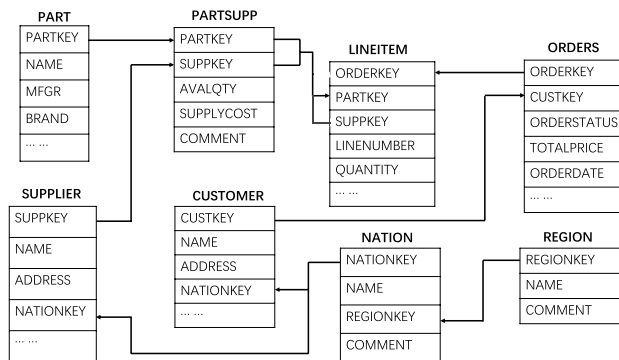 PART
PARTKEY
NAME
MFGR
BRAND
... ...
PARTSUPP
PARTKEY
SUPPKEY
AVALQTY
SUPPLYCOST
COMMENT
LINEITEM
ORDERKEY
PARTKEY
SUPPKEY
LINENUMBER
QUANTITY
... ...
ORDERS
ORDERKEY
CUSTKEY
ORDERSTATUS
TOTALPRICE
ORDERDATE
... ...
SUPPLIER
SUPPKEY
NAME
ADDRESS
NATIONKEY
... ...
CUSTOMER
CUSTKEY
NAME
ADDRESS
NATIONKEY
... ...
NATION
NATIONKEY
NAME
REGIONKEY
COMMENT
REGION
REGIONKEY
NAME
COMMENT